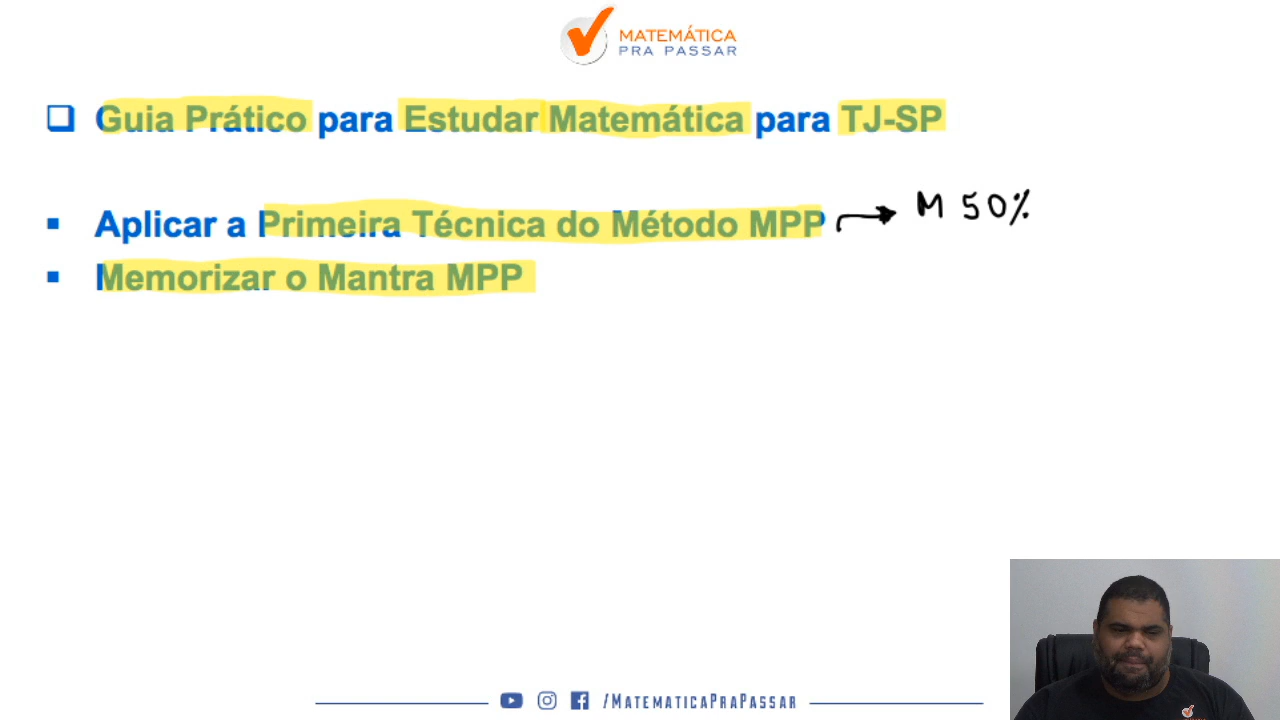 MATEMÁTICA
PRA PASSAR
Guia Prático para Estudar Matemática para TJ-SP
Aplicar a Primeira Técnica do Método MPP → M 50%
Memorizar o Mantra MPP
/MATEMATICAPRAPASSAR